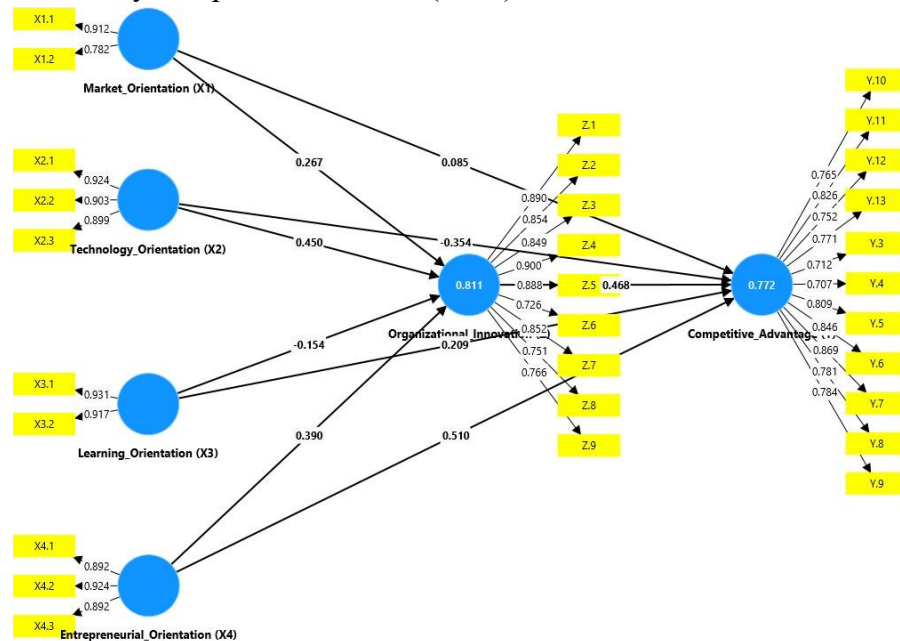 X1.1
0.912
0.782
X1.2
Market_Orientation (X1)
X2.1
0.924
X2.2
0.903
0.899
X2.3
Technology_Orientation (X2)
X3.1
0.931
0.917
X3.2
Learning_Orientation (X3)
X4.1
0.892
X4.2
0.924
0.892
X4.3
Entrepreneurial_Orientation (X4)
0.267
0.085
0.450
-0.354
-0.154
0.209
0.390
0.510
0.811
0.468
0.772
Z.1
Z.2
Z.3
Z.4
Z.5
Z.6
Z.7
Z.8
Z.9
0.890
0.854
0.849
0.900
0.888
0.726
0.852
0.751
0.766
Competitive_Advantage
Y.10
Y.11
Y.12
Y.13
Y.3
Y.4
Y.5
Y.6
Y.7
Y.8
Y.9
0.765
0.826
0.752
0.771
0.712
0.707
0.809
0.846
0.869
0.781
0.784